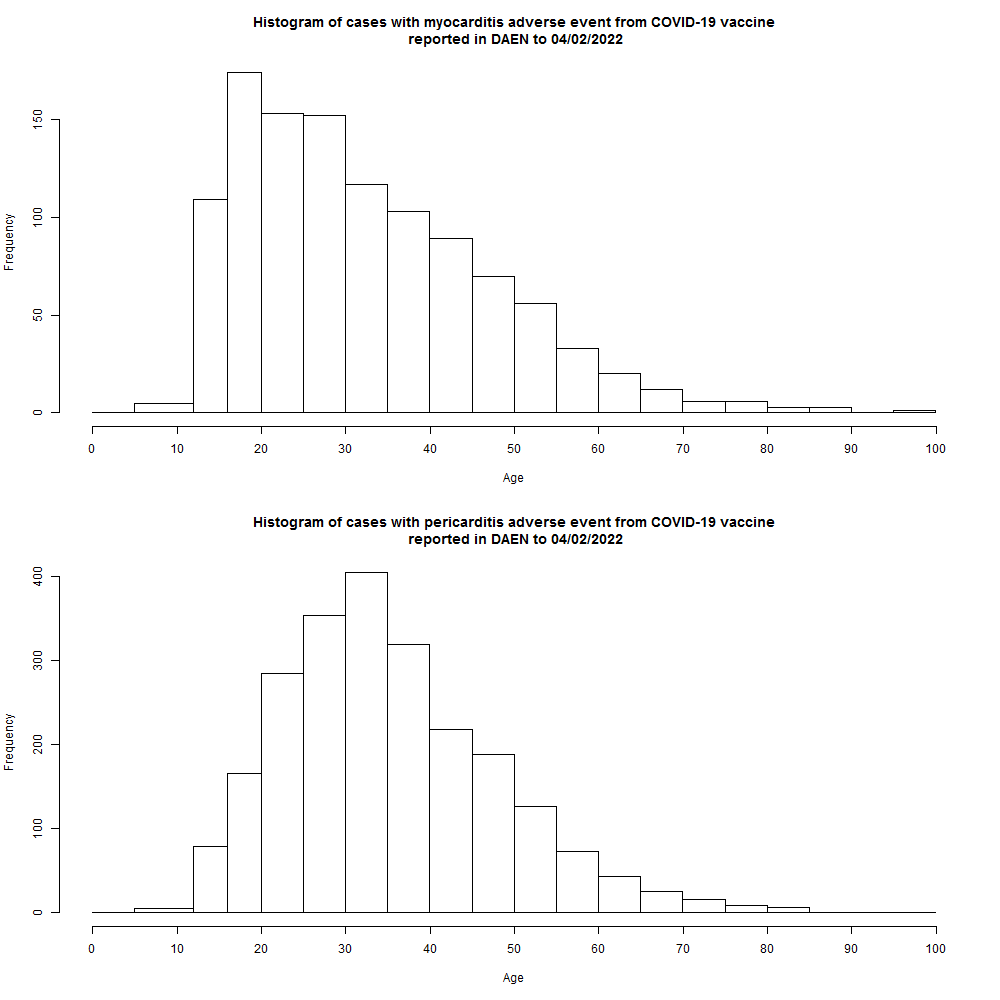 Histogram of cases with myocarditis adverse event from COVID-19 vaccine
reported in DAEN to 04/02/2022
Frequency
150
100
50
0
0 10 20 30 40 50 60 70 80 90 100
Age
Histogram of cases with pericarditis adverse event from COVID-19 vaccine
reported in DAEN to 04/02/2022
Frequency
400
300
200
100
0
0 10 20 30 40 50 60 70 80 90 100
Age